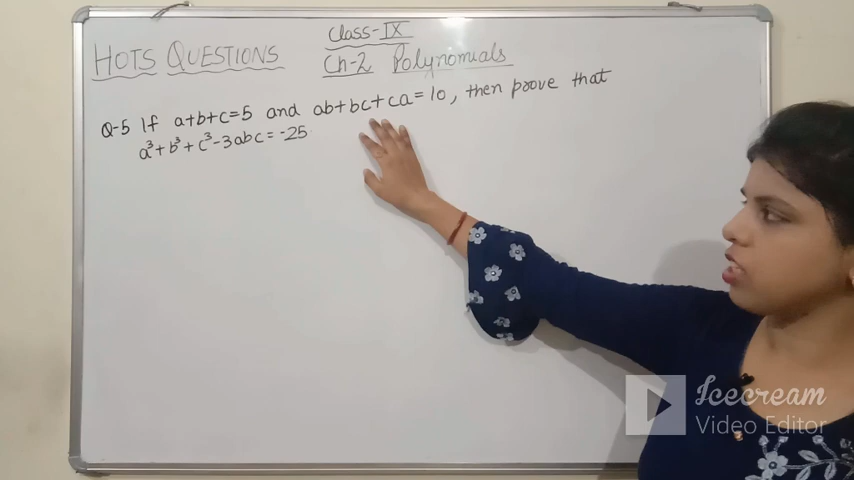 Class-IX
HOTS QUESTIONS
Ch-2 Polynomials
Q-5 If a+b+c=5 and ab+bc+ca=10, then prove that
a³+b³+c³-3abc=-25
Icecream
Video Editor